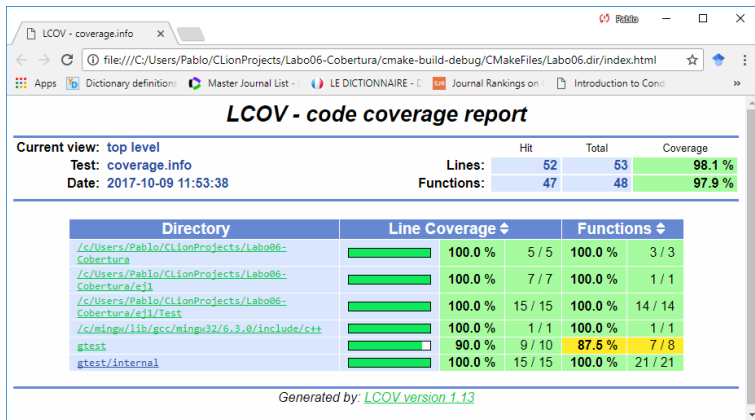 Pablo
LCOV - coverage.info
file:///C:/Users/Pablo/CLionProjects/Labo06-Cobertura/cmake-build-debug/CMakeFiles/Labo06.dir/index.html
Apps Dictionary definitions Master Journal List - LE DICTIONNAIRE - D Journal Rankings on Introduction to Cond »
LCOV - code coverage report
Current view: top level Hit Total Coverage
Test: coverage.info Lines: 52 53 98.1 %
Date: 2017-10-09 11:53:38 Functions: 47 48 97.9 %
Directory Line Coverage Functions
/c/Users/Pablo/CLionProjects/Labo06-
Cobertura 100.0 % 5 / 5 100.0 % 3 / 3
/c/Users/Pablo/CLionProjects/Labo06-
Cobertura/ej1 100.0 % 7 / 7 100.0 % 1 / 1
/c/Users/Pablo/CLionProjects/Labo06-
Cobertura/ej1/Test 100.0 % 15 / 15 100.0 % 14 / 14
/c/mingw/lib/gcc/mingw32/6.3.0/include/c++ 100.0 % 1 / 1 100.0 % 1 / 1
gtest 90.0 % 9 / 10 87.5 % 7 / 8
gtest/internal 100.0 % 15 / 15 100.0 % 21 / 21
Generated by: LCOV version 1.13